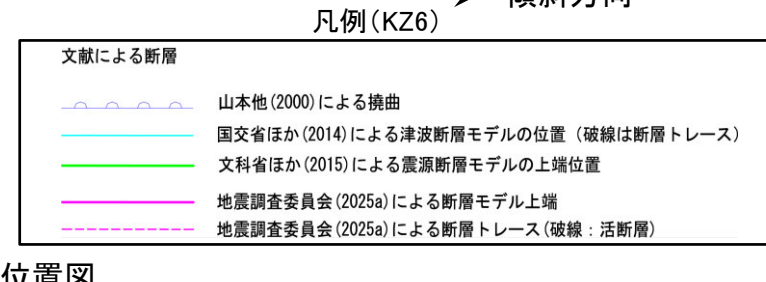 傾斜方向
凡例(KZ6)
文献による断層
山本他(2000)による撓曲
国交省ほか(2014)による津波断層モデルの位置（破線は断層トレース）
文科省ほか(2015)による震源断層モデルの上端位置
地震調査委員会(2025a)による断層モデル上端
地震調査委員会(2025a)による断層トレース(破線：活断層)
位置図